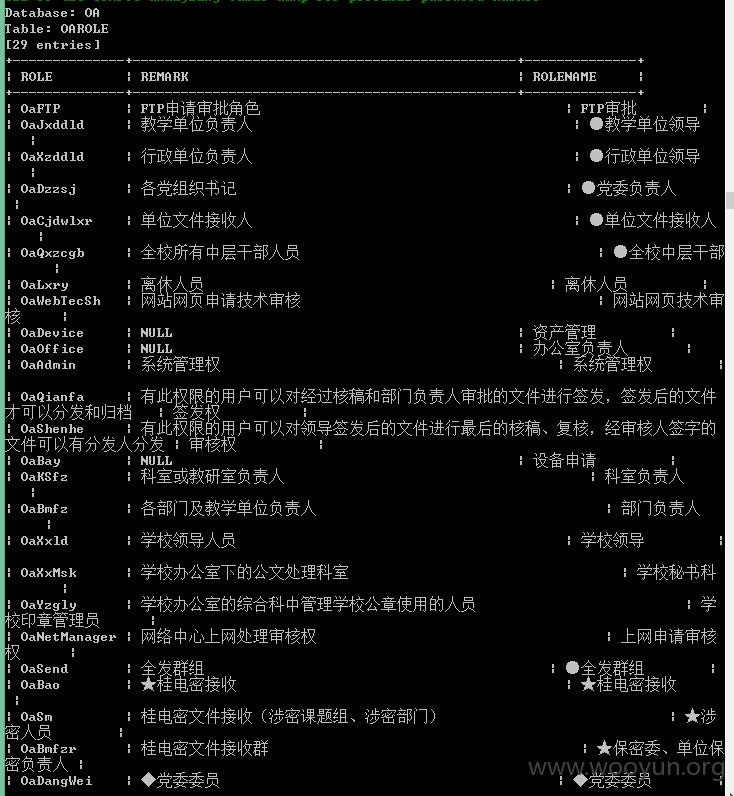 Database: OA
Table: OAROLE
[29 entries]
+---------------+------------------------------------------------+--------------+
| ROLE | REMARK | ROLENAME |
+---------------+------------------------------------------------+--------------+
| OaFTP | FTP申请审批角色 | FTP审批 |
| OaJxddld | 教学单位负责人 | ●教学单位领导
|
| OaXzddld | 行政单位负责人 | ●行政单位领导
| OaDzzsj | 各党组织书记 | ●党委负责人
|
| OaCjdwlxr | 单位文件接收人 | ●单位文件接收人
|
| OaQxzcgb | 全校所有中层干部人员 | ●全校中层干部
|
| OaLxry | 离休人员 | 离休人员 |
| OaWebTecSh | 网站网页申请技术审核 | 网站网页技术审
核 |
| OaDevice | NULL | 资产管理 |
| OaOffice | NULL | 办公室负责人 |
| OaAdmin | 系统管理权 | 系统管理权 |
| OaQianfa | 有此权限的用户可以对经过核稿和部门负责人审批的文件进行签发，签发后的文件
才可以分发和归档 | 签发权 |
| OaShenhe | 有此权限的用户可以对领导签发后的文件进行最后的核稿、复核，经审核人签字的
文件可以有分发人分发 | 审核权 |
| OaBay | NULL | 设备申请 |
| OaKSfz | 科室或教研室负责人 | 科室负责人
|
| OaBmfz | 各部门及教学单位负责人 | 部门负责人
|
| OaXxld | 学校领导人员 | 学校领导 |
| OaXxMsk | 学校办公室下的公文处理科室 | 学校秘书科
|
| OaYzgly | 学校办公室的综合科中管理学校公章使用的人员 | 学
校印章管理员 |
| OaNetManager | 网络中心上网处理审核权 | 上网申请审核
权 |
| OaSend | 全发群组 | ●全发群组 |
| OaBao | ★桂电密接收 | ★桂电密接收
|
| OaSm | 桂电密文件接收（涉密课题组、涉密部门） | ★涉
密人员 |
| OaBmfzr | 桂电密文件接收群 | ★保密委、单位保
密负责人 |
| OaDangWei | ◆党委委员 | ◆党委委员 |
www.wooyun.org